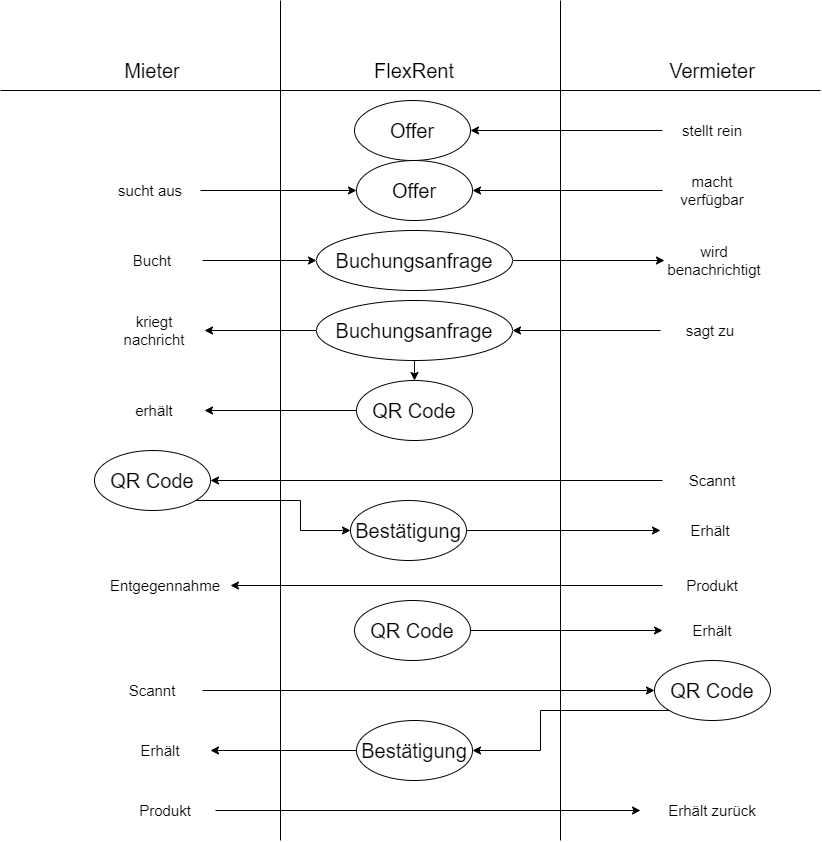 Mieter
FlexRent
Vermieter
Offer
stellt rein
sucht aus
Offer
macht
verfügbar
Bucht
Buchungsanfrage
wird
benachrichtigt
kriegt
nachricht
Buchungsanfrage
sagt zu
erhält
QR Code
QR Code
Scannt
Bestätigung
Erhält
Entgegennahme
Produkt
QR Code
Erhält
Scannt
QR Code
Erhält
Bestätigung
Produkt
Erhält zurück